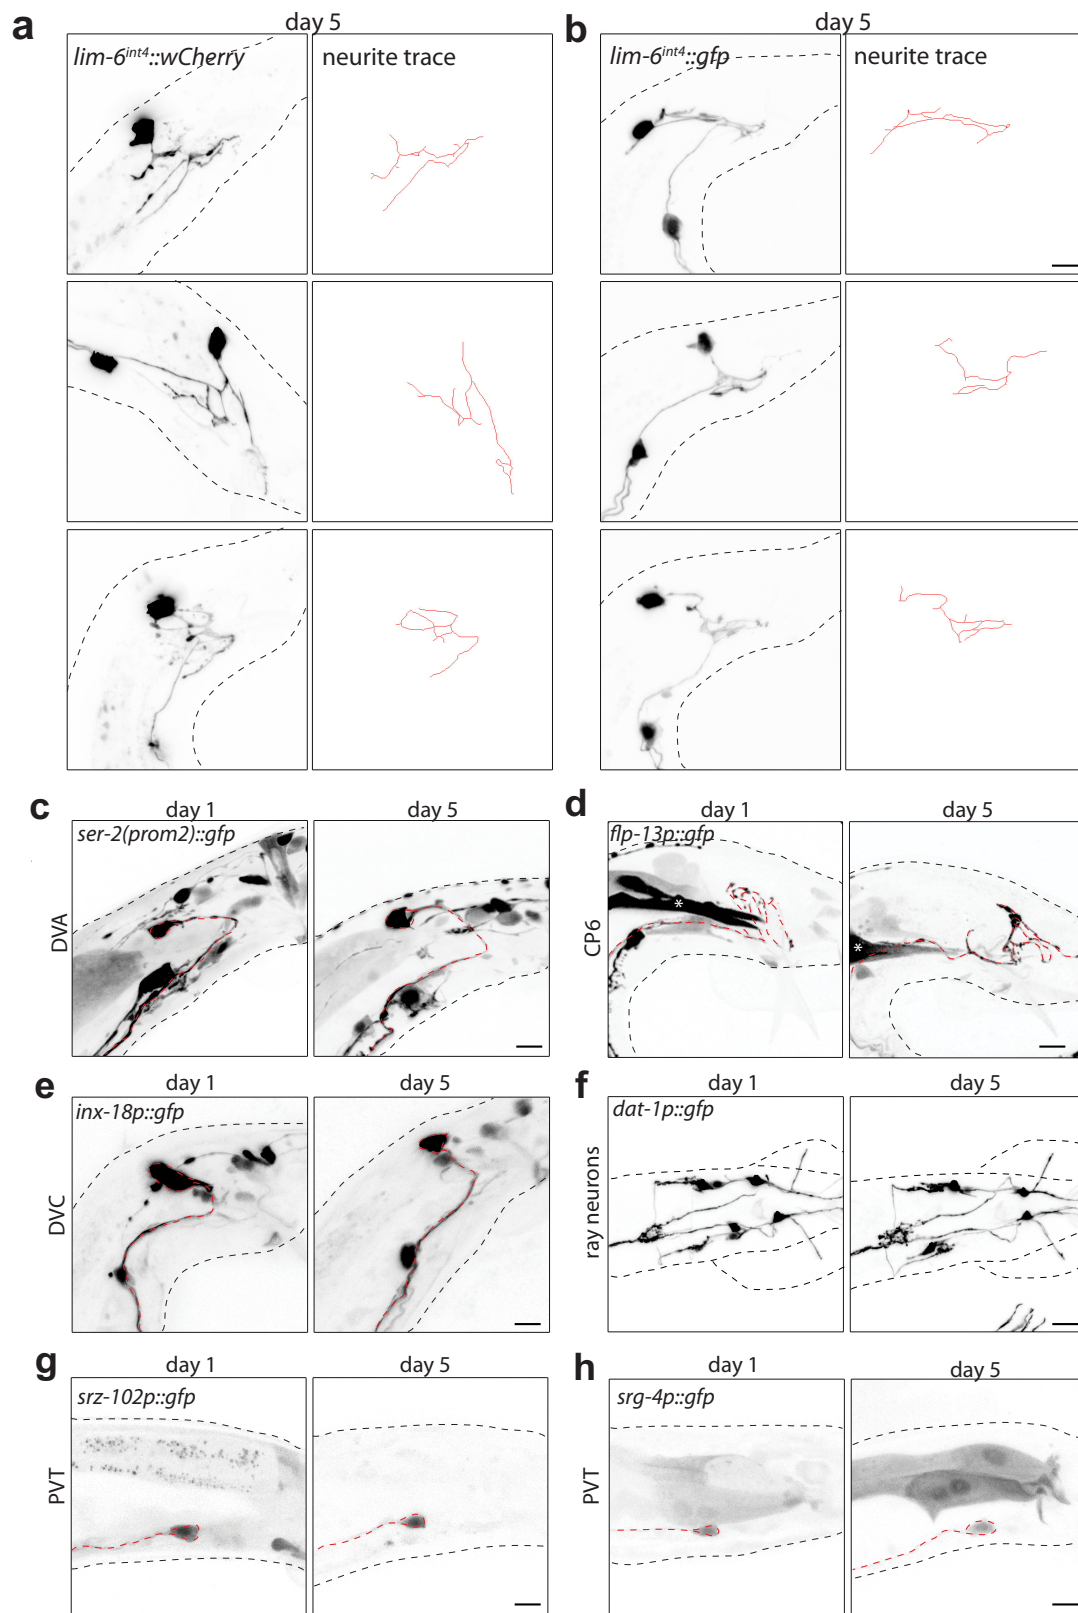 a
day 5
b
lim-6int4::wCherry
neurite trace
lim-6int4::gfp
neurite trace
c
day 1
day 5
d
day 1
day 5
ser-2(prom2)::gfp
flp-13p::gfp
DVA
CP6
*
*
e
day 1
day 5
f
day 1
day 5
inx-18p::gfp
dat-1p::gfp
DVC
ray neurons
g
day 1
day 5
h
day 1
day 5
srz-102p::gfp
srg-4p::gfp
PVT
PVT